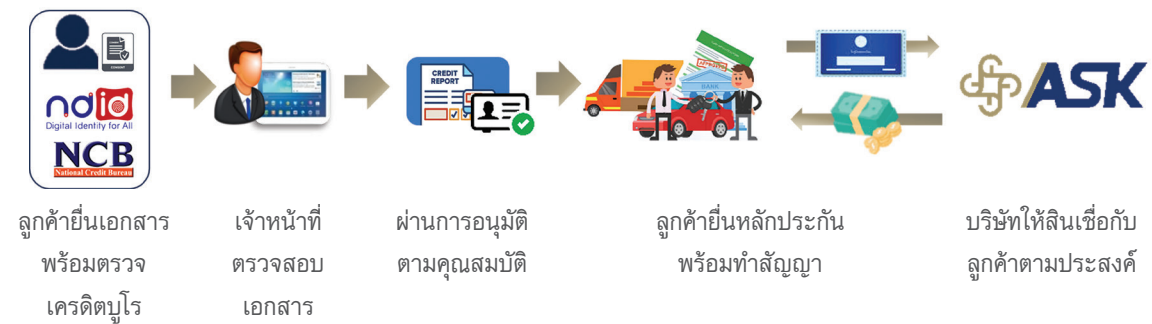 ndid
Digital Identity for All
NCB
National Credit Bureau
CREDIT
REPORT
BANK
ASK
ลูกค้ายื่นเอกสาร
พร้อมตรวจ
เครดิตบูโร
เจ้าหน้าที่
ตรวจสอบ
เอกสาร
ผ่านการอนุมัติ
ตามคุณสมบัติ
ลูกค้ายื่นหลักประกัน
พร้อมทำสัญญา
บริษัทให้สินเชื่อกับ
ลูกค้าตามประสงค์